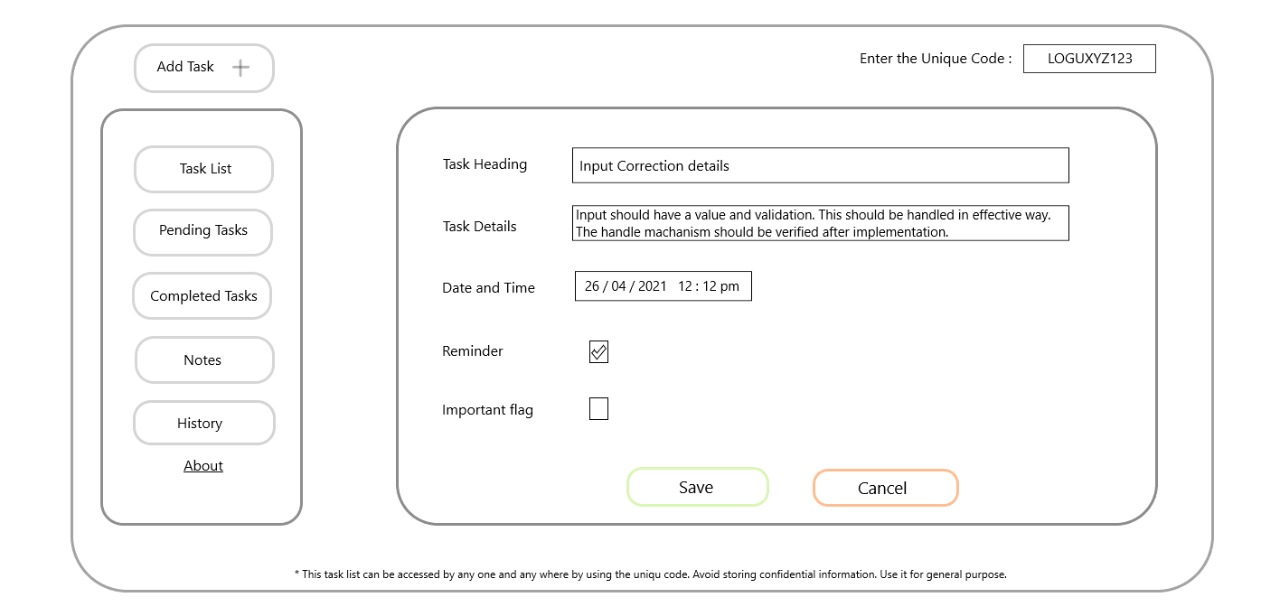 Add Task
Enter the Unique Code : LOGUXYZ123
Task List
Pending Tasks
Completed Tasks
Notes
History
About
Task Heading Input Correction details
Task Details
Input should have a value and validation. This should be handled in effective way.
The handle machanism should be verified after implementation.
Date and Time 26 / 04 / 2021 12 : 12 pm
Reminder
Important flag
Save Cancel
* This task list can be accessed by any one and any where by using the uniqu code. Avoid storing confidential information. Use it for general purpose.